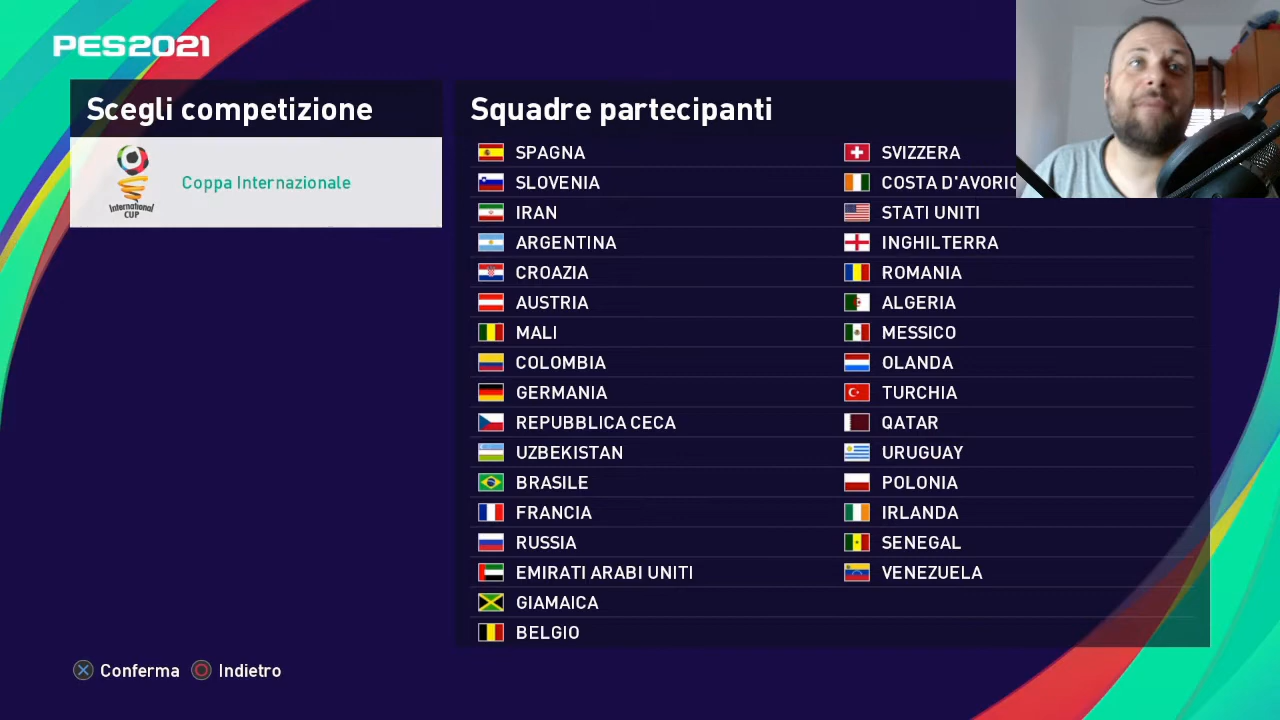 PES2021
Scegli competizione
International
CUP
Coppa Internazionale
Squadre partecipanti
SPAGNA
SLOVENIA
IRAN
ARGENTINA
CROAZIA
AUSTRIA
MALI
COLOMBIA
GERMANIA
REPUBBLICA CECA
UZBEKISTAN
BRASILE
FRANCIA
RUSSIA
EMIRATI ARABI UNITI
GIAMAICA
BELGIO
SVIZZERA
COSTA D'AVORIO
STATI UNITI
INGHILTERRA
ROMANIA
ALGERIA
MESSICO
OLANDA
TURCHIA
QATAR
URUGUAY
POLONIA
IRLANDA
SENEGAL
VENEZUELA
Conferma Indietro